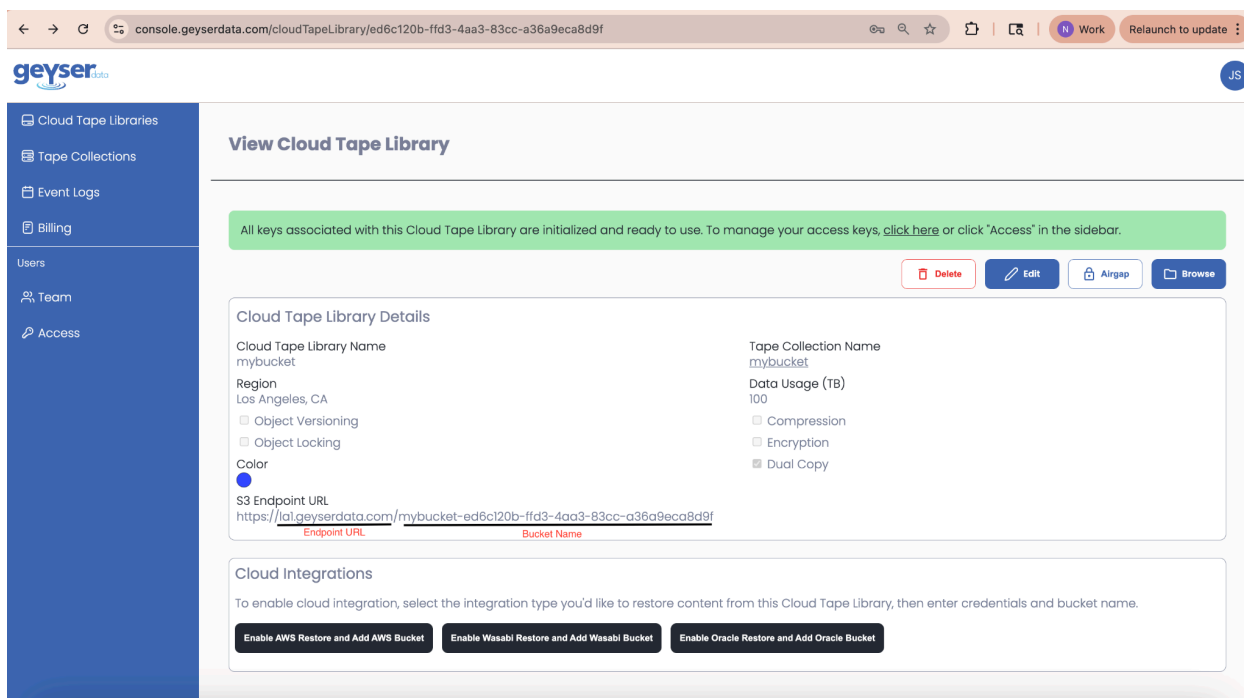 console.geyserdata.com/cloudTapeLibrary/ed6c120b-ffd3-4aa3-83cc-a36a9eca8d9f
N Work
Relaunch to update
geyser data
JS
Cloud Tape Libraries
Tape Collections
Event Logs
Billing
Users
Team
Access
View Cloud Tape Library
All keys associated with this Cloud Tape Library are initialized and ready to use. To manage your access keys, click here or click "Access" in the sidebar.
Delete
Edit
Airgap
Browse
Cloud Tape Library Details
Cloud Tape Library Name
mybucket
Tape Collection Name
mybucket
Region
Los Angeles, CA
Data Usage (TB)
100
Object Versioning
Compression
Object Locking
Encryption
Color
Dual Copy
S3 Endpoint URL
https://la1.geyserdata.com/mybucket-ed6c120b-ffd3-4aa3-83cc-a36a9eca8d9f
Endpoint URL
Bucket Name
Cloud Integrations
To enable cloud integration, select the integration type you'd like to restore content from this Cloud Tape Library, then enter credentials and bucket name.
Enable AWS Restore and Add AWS Bucket
Enable Wasabi Restore and Add Wasabi Bucket
Enable Oracle Restore and Add Oracle Bucket